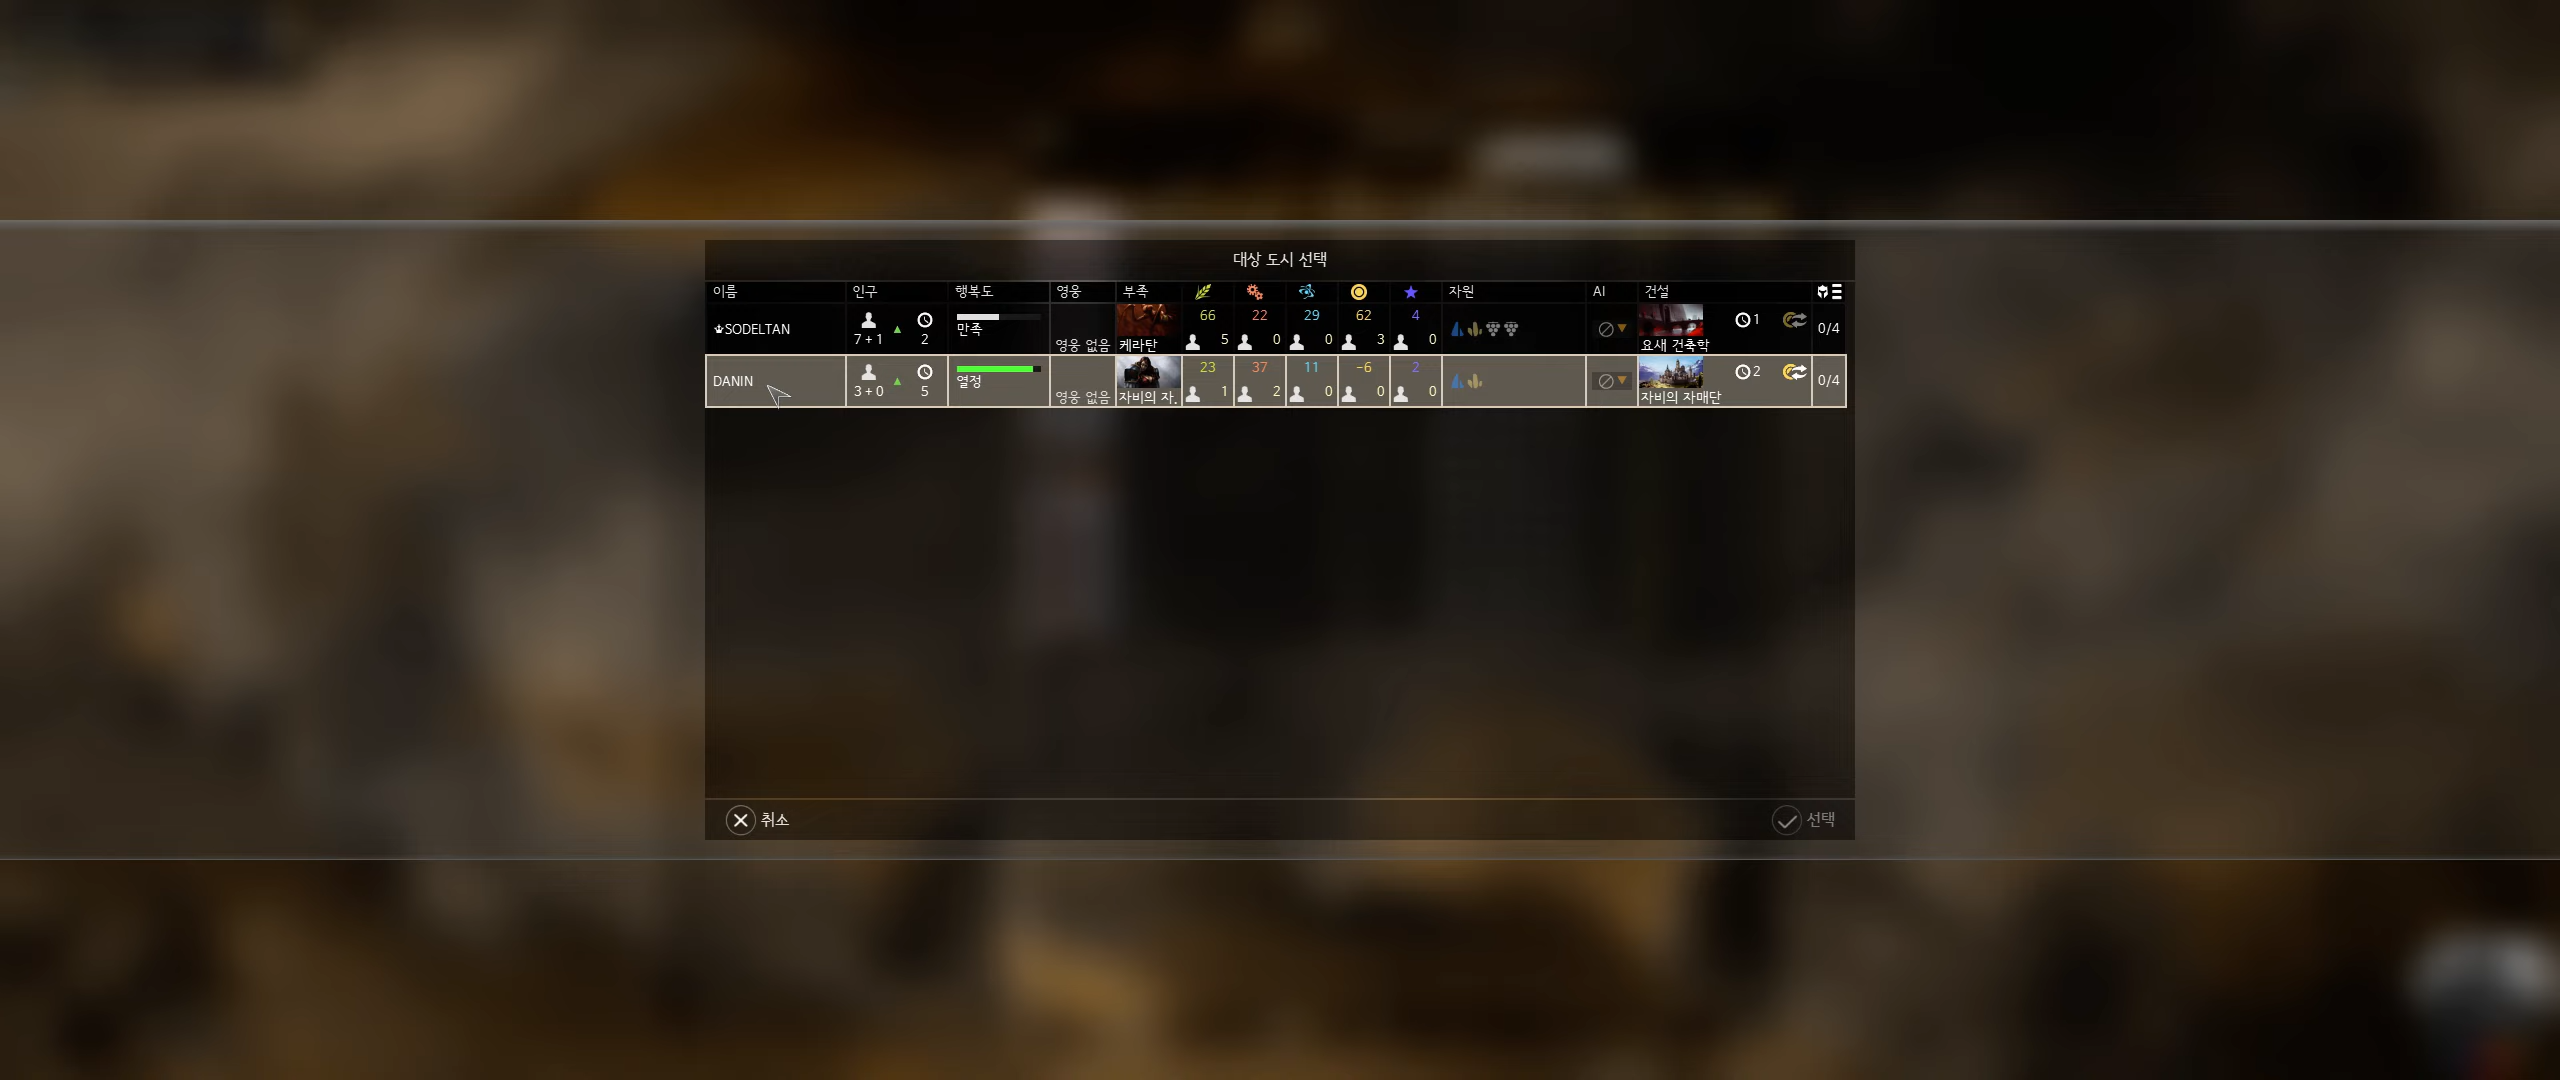 대상 도시 선택
이름 인구 행복도 영웅 부족 자원 AI 건설
SODELTAN 7 + 1 2 만족 영웅 없음 케라탄 66 5 22 0 29 0 62 3 4 0 요새 건축학 1 0/4
DANIN 3 + 0 5 열정 영웅 없음 자비의 자. 23 1 37 2 11 0 -6 0 2 0 자비의 자매단 2 0/4
취소 선택